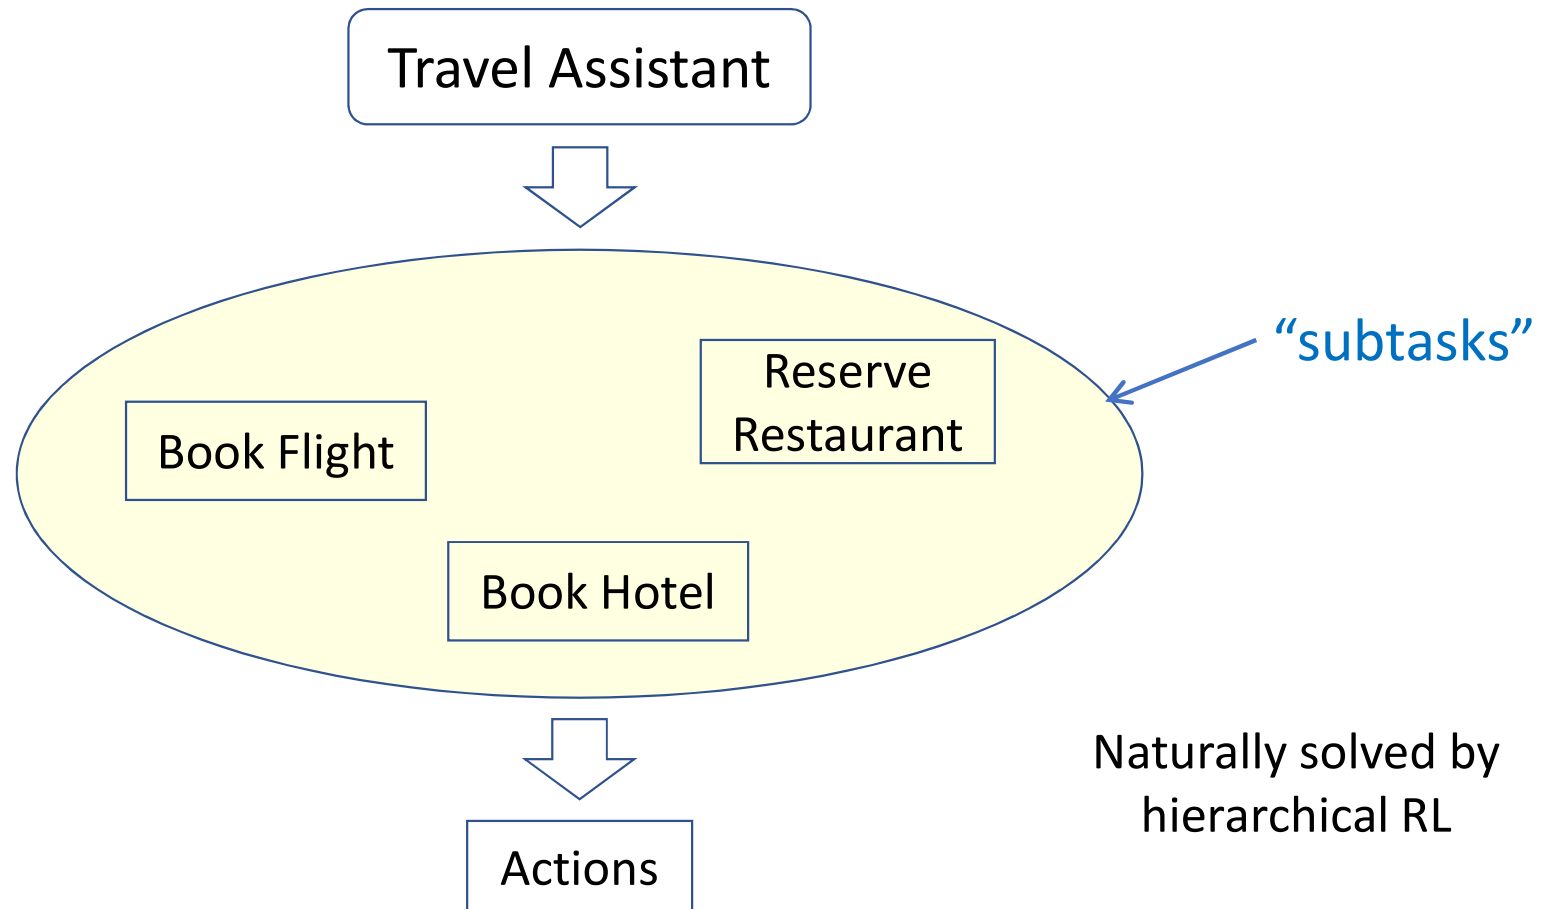 Travel Assistant
“subtasks”
Reserve
Restaurant
Book Flight
Book Hotel
Naturally solved by
hierarchical RL
Actions